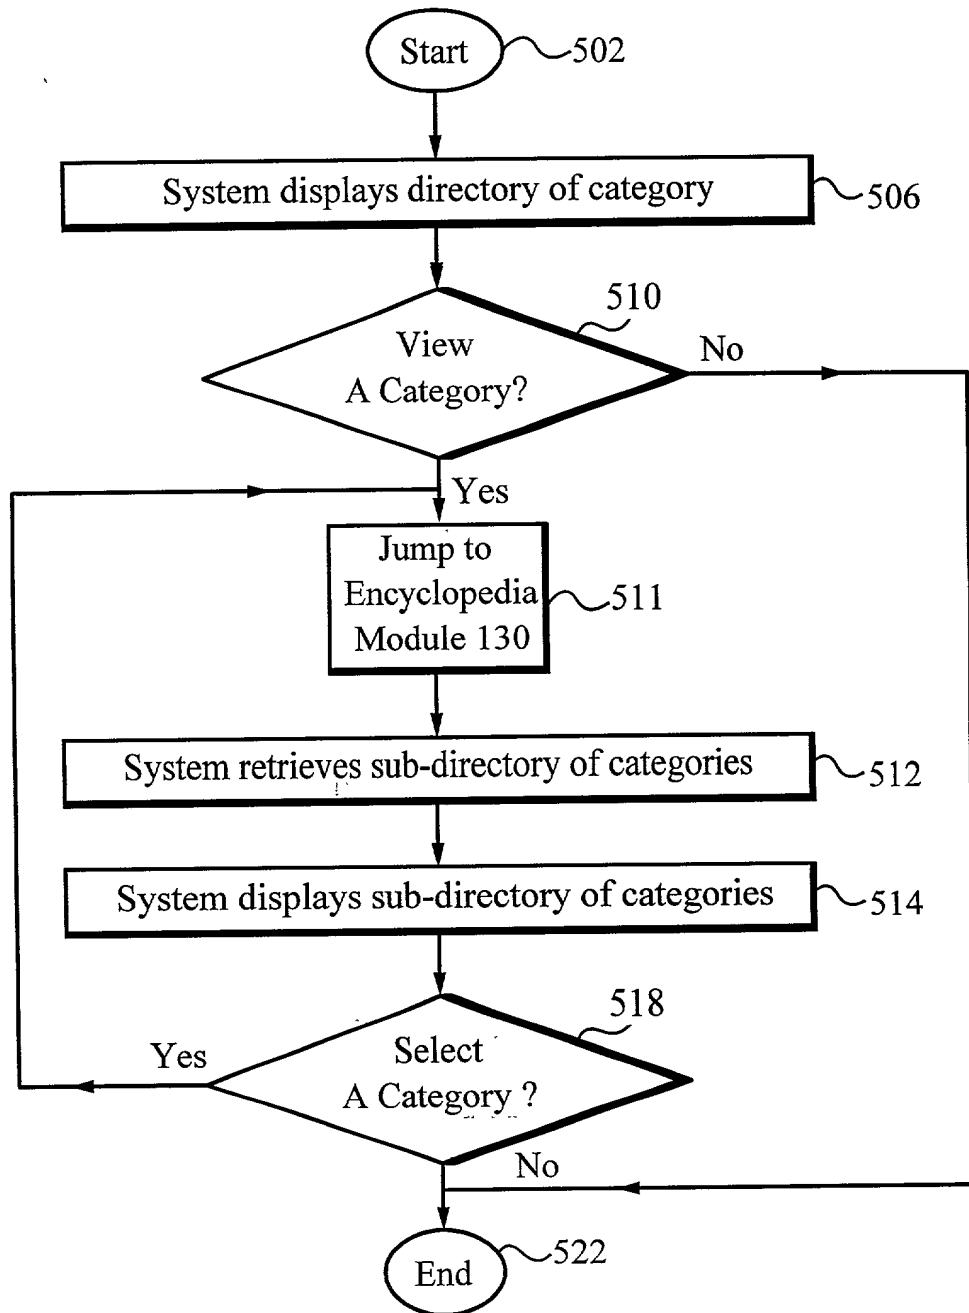 Start
502
System displays directory of category
506
510
View
A Category?
No
Yes
Jump to
Encyclopedia
Module 130
511
System retrieves sub-directory of categories
512
System displays sub-directory of categories
514
518
Yes
Select
A Category ?
No
End
522